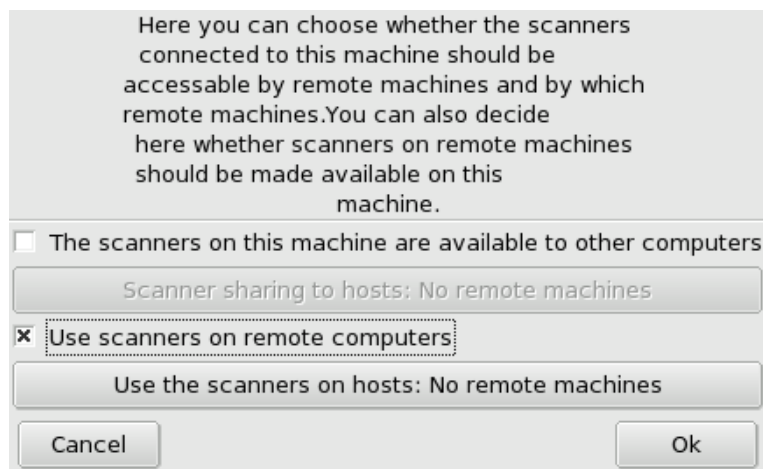 Here you can choose whether the scanners
connected to this machine should be
accessable by remote machines and by which
remote machines.You can also decide
here whether scanners on remote machines
should be made available on this
machine.
The scanners on this machine are available to other computers
Scanner sharing to hosts: No remote machines
Use scanners on remote computers
Use the scanners on hosts: No remote machines
Cancel
Ok